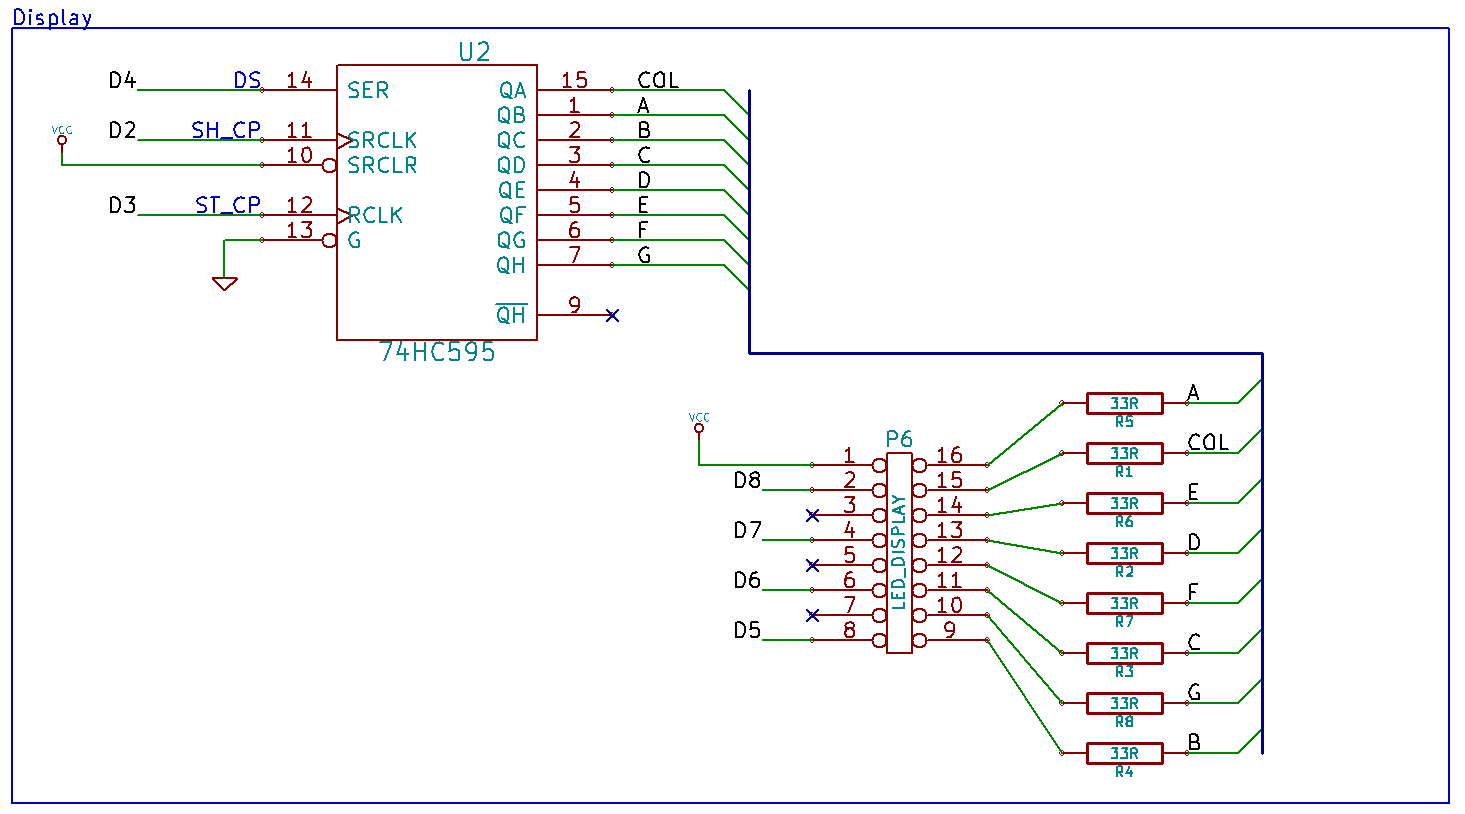 Display
U2
D4 DS 14 SER QA 15 COL
QB 1 A
VCC D2 SH_CP 11 SRCLK QC 2 B
10 SRCLR QD 3 C
QE 4 D
D3 ST_CP 12 RCLK QF 5 E
13 G QG 6 F
QH 7 G
QH 9
74HC595
33R A
R5
VCC P6
33R COL
R1
1 16
D8 2 15
3 14
D7 4 13
5 12
D6 6 11
7 10
D5 8 9
LED_DISPLAY
33R E
R6
33R D
R2
33R F
R7
33R C
R3
33R G
R8
33R B
R4